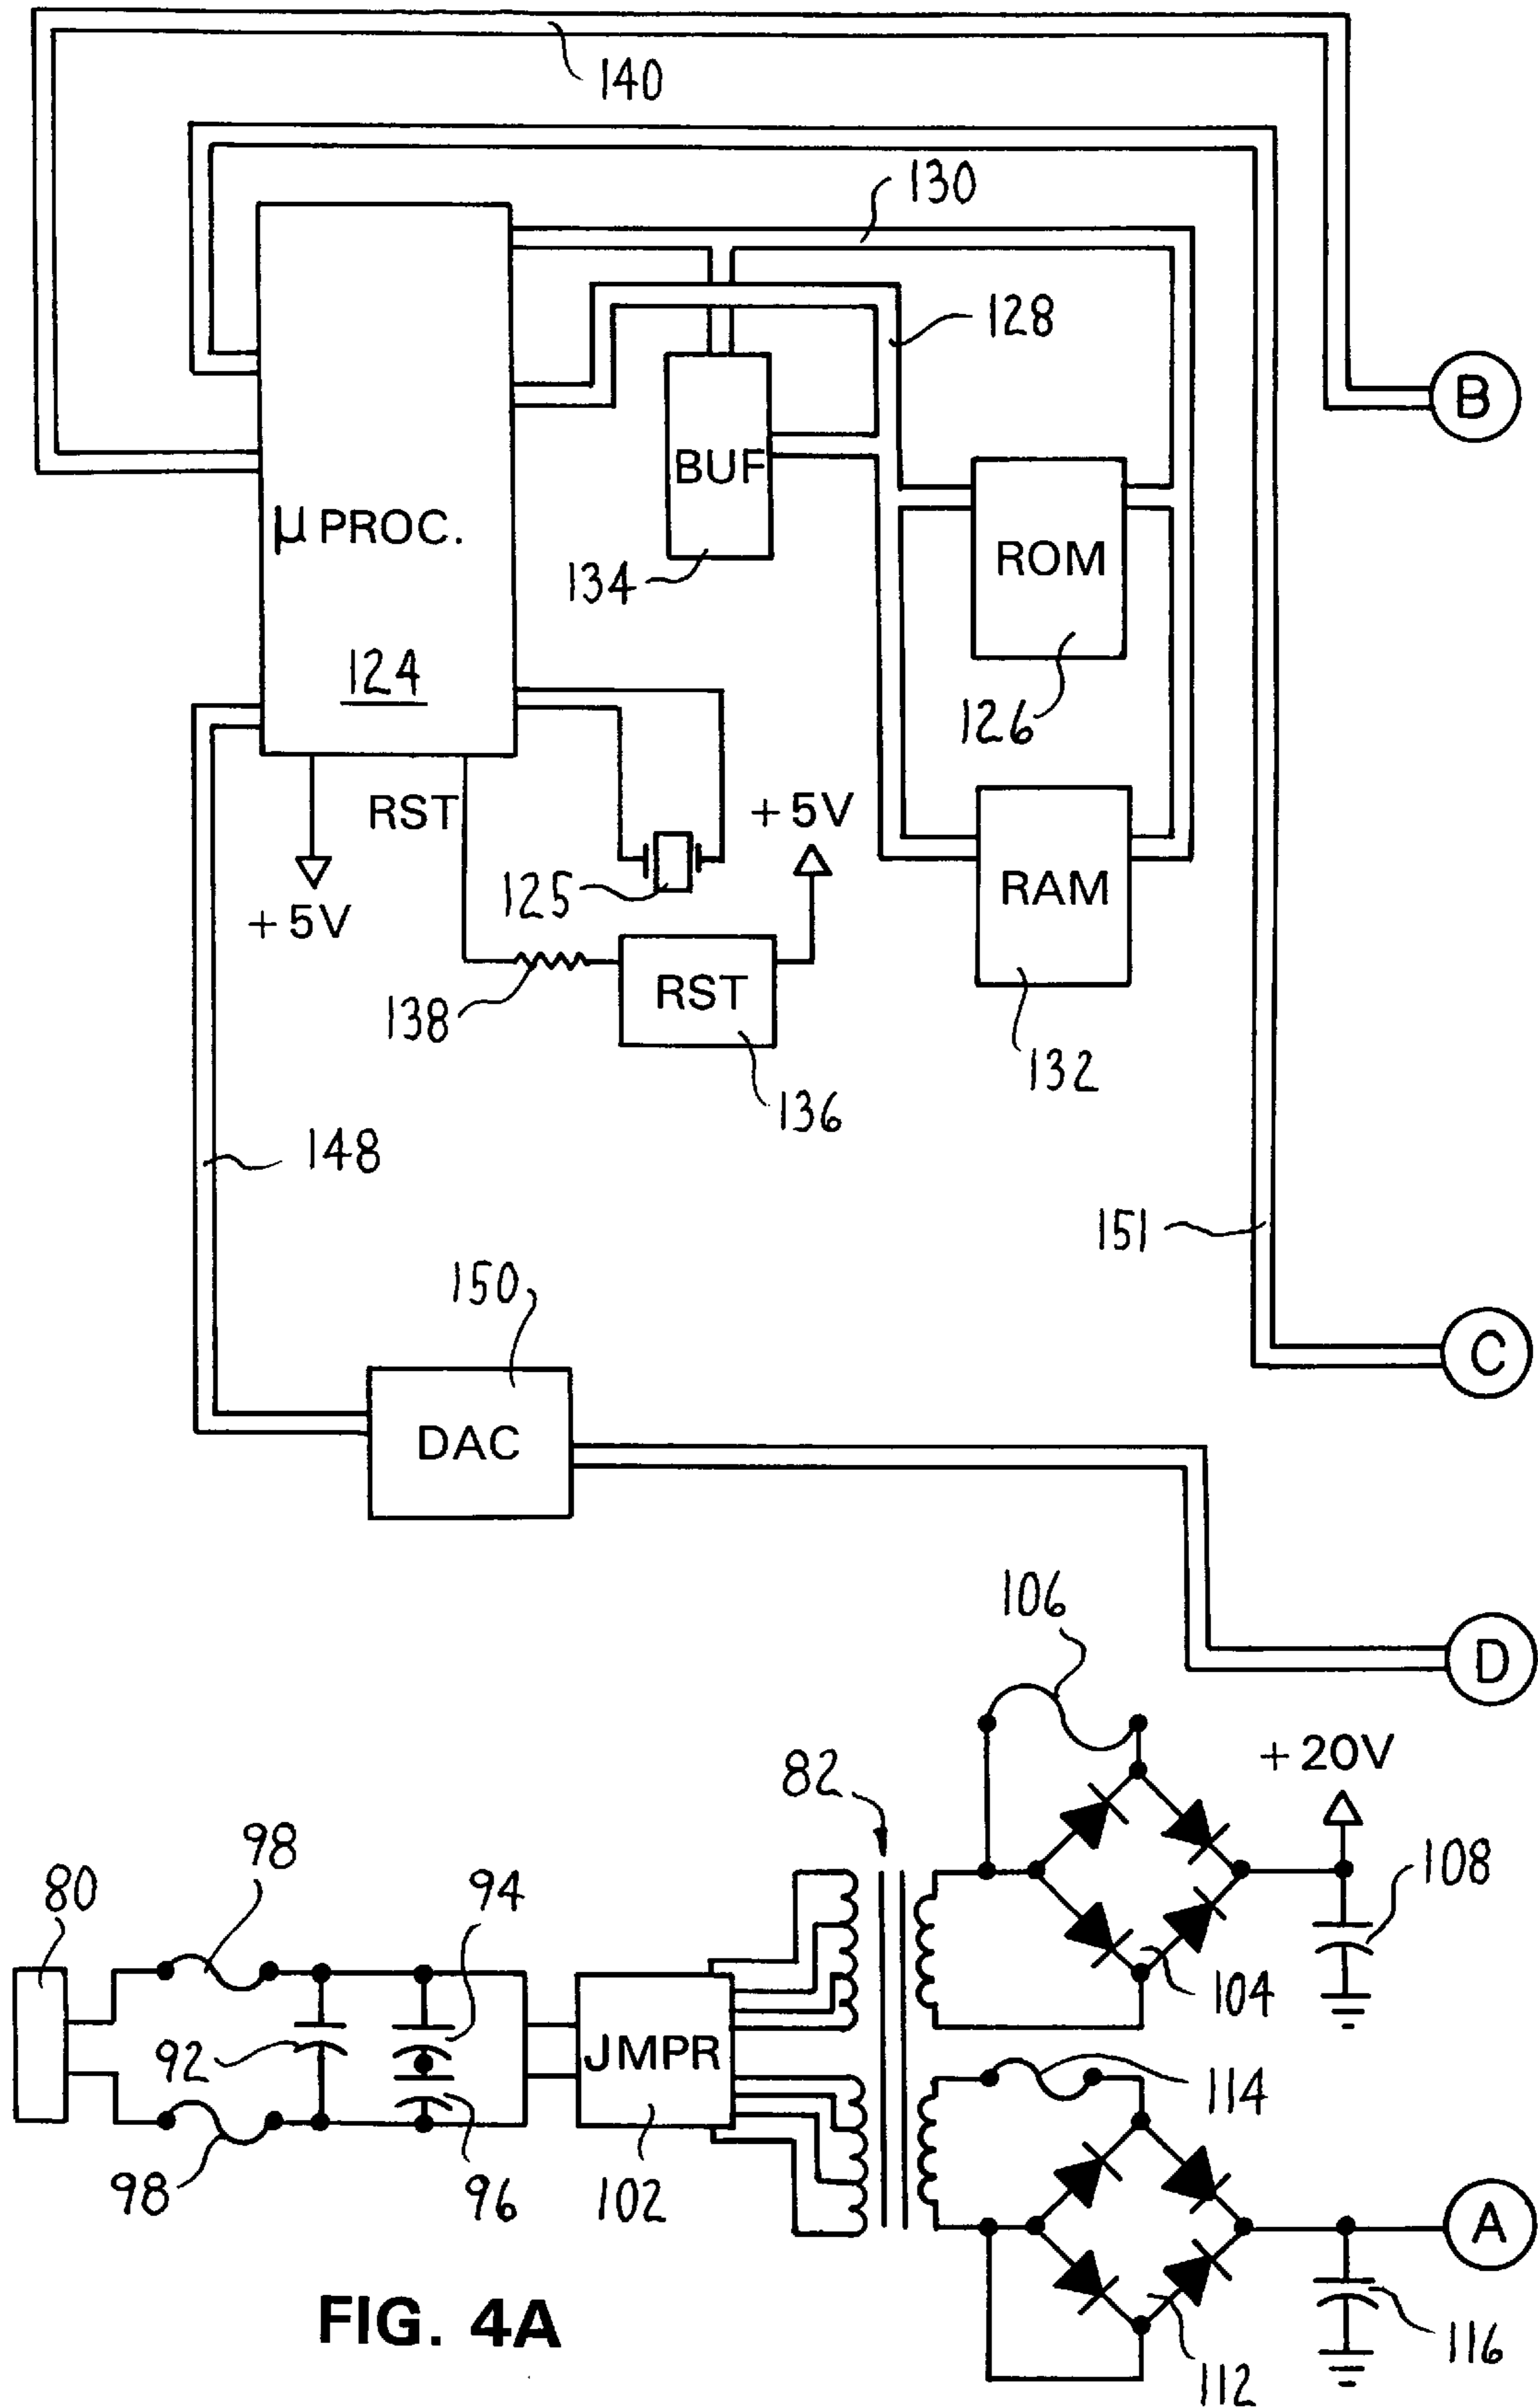 140
130
128
B
BUF
μ PROC.
ROM
134
124
126
RST
+5V
125
RAM
+5V
138
RST
132
136
148
151
150
C
DAC
106
D
82
+20V
98
94
108
80
104
92
JMPR
114
98
96
102
A
FIG. 4A
116
112